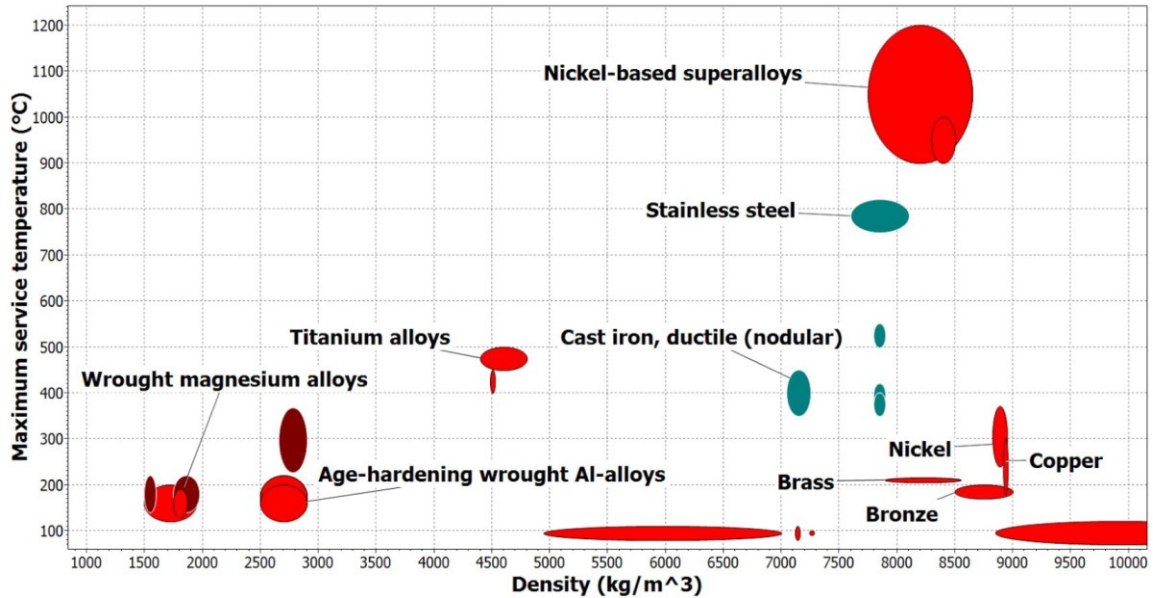 Maximum service temperature (°C)
1200
1100
1000
900
800
700
600
500
400
300
200
100
Nickel-based superalloys
Stainless steel
Titanium alloys
Cast iron, ductile (nodular)
Wrought magnesium alloys
Nickel
Copper
Age-hardening wrought Al-alloys
Brass
Bronze
1000 1500 2000 2500 3000 3500 4000 4500 5000 5500 6000 6500 7000 7500 8000 8500 9000 9500 10000
Density (kg/m^3)